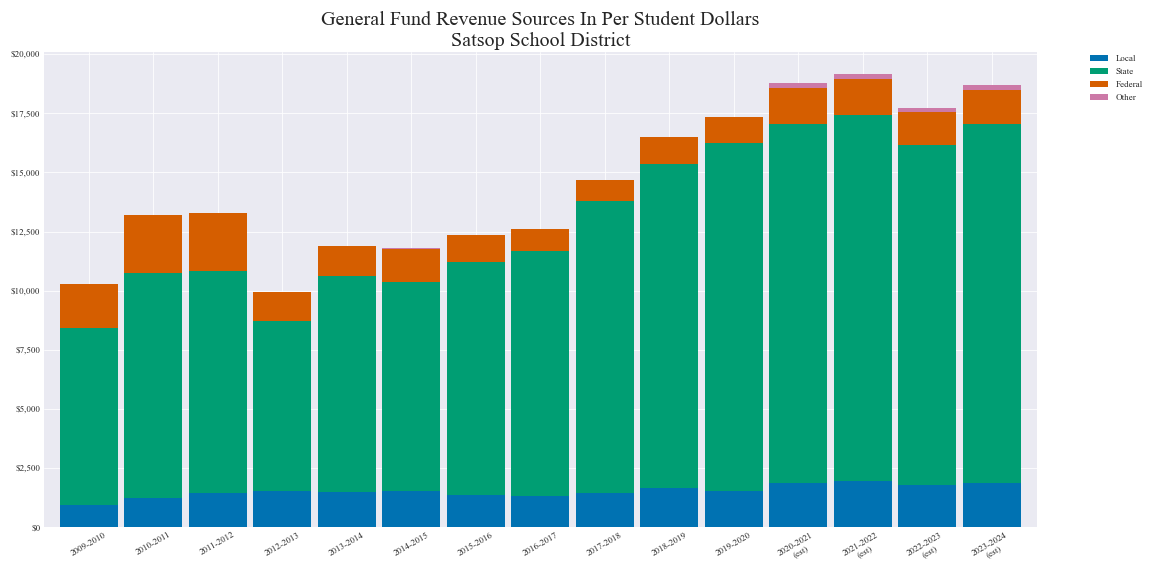 General Fund Revenue Sources In Per Student Dollars
Satsop School District
Local
State
Federal
Other
$20,000
$17,500
$15,000
$12,500
$10,000
$7,500
$5,000
$2,500
$0
2009-2010
2010-2011
2011-2012
2012-2013
2013-2014
2014-2015
2015-2016
2016-2017
2017-2018
2018-2019
2019-2020
2020-2021
(est)
2021-2022
(est)
2022-2023
(est)
2023-2024
(est)